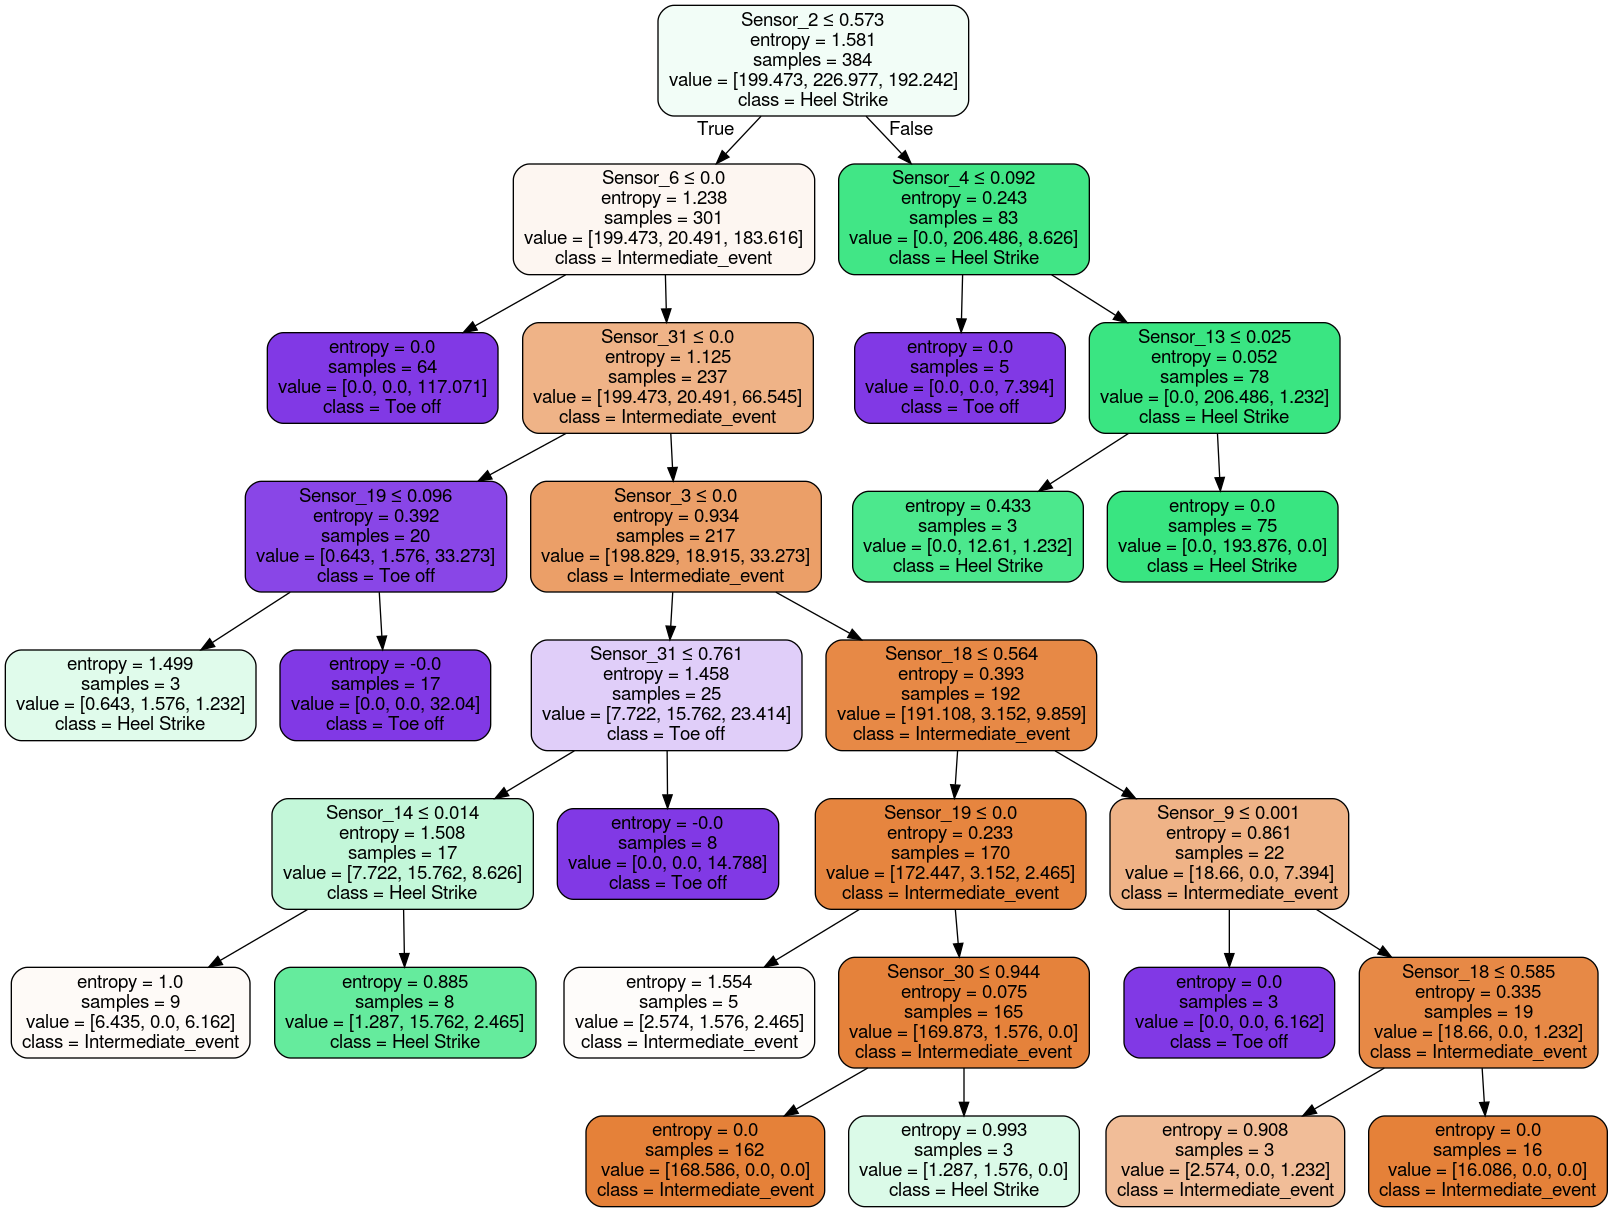 Sensor_2 ≤ 0.573
entropy = 1.581
samples = 384
value = [199.473, 226.977, 192.242]
class = Heel Strike
True
False
Sensor_6 ≤ 0.0
entropy = 1.238
samples = 301
value = [199.473, 20.491, 183.616]
class = Intermediate_event
Sensor_4 ≤ 0.092
entropy = 0.243
samples = 83
value = [0.0, 206.486, 8.626]
class = Heel Strike
entropy = 0.0
samples = 64
value = [0.0, 0.0, 117.071]
class = Toe off
Sensor_31 ≤ 0.0
entropy = 1.125
samples = 237
value = [199.473, 20.491, 66.545]
class = Intermediate_event
entropy = 0.0
samples = 5
value = [0.0, 0.0, 7.394]
class = Toe off
Sensor_13 ≤ 0.025
entropy = 0.052
samples = 78
value = [0.0, 206.486, 1.232]
class = Heel Strike
Sensor_19 ≤ 0.096
entropy = 0.392
samples = 20
value = [0.643, 1.576, 33.273]
class = Toe off
Sensor_3 ≤ 0.0
entropy = 0.934
samples = 217
value = [198.829, 18.915, 33.273]
class = Intermediate_event
entropy = 0.433
samples = 3
value = [0.0, 12.61, 1.232]
class = Heel Strike
entropy = 0.0
samples = 75
value = [0.0, 193.876, 0.0]
class = Heel Strike
entropy = 1.499
samples = 3
value = [0.643, 1.576, 1.232]
class = Heel Strike
entropy = -0.0
samples = 17
value = [0.0, 0.0, 32.04]
class = Toe off
Sensor_31 ≤ 0.761
entropy = 1.458
samples = 25
value = [7.722, 15.762, 23.414]
class = Toe off
Sensor_18 ≤ 0.564
entropy = 0.393
samples = 192
value = [191.108, 3.152, 9.859]
class = Intermediate_event
Sensor_14 ≤ 0.014
entropy = 1.508
samples = 17
value = [7.722, 15.762, 8.626]
class = Heel Strike
entropy = -0.0
samples = 8
value = [0.0, 0.0, 14.788]
class = Toe off
Sensor_19 ≤ 0.0
entropy = 0.233
samples = 170
value = [172.447, 3.152, 2.465]
class = Intermediate_event
Sensor_9 ≤ 0.001
entropy = 0.861
samples = 22
value = [18.66, 0.0, 7.394]
class = Intermediate_event
entropy = 1.0
samples = 9
value = [6.435, 0.0, 6.162]
class = Intermediate_event
entropy = 0.885
samples = 8
value = [1.287, 15.762, 2.465]
class = Heel Strike
entropy = 1.554
samples = 5
value = [2.574, 1.576, 2.465]
class = Intermediate_event
Sensor_30 ≤ 0.944
entropy = 0.075
samples = 165
value = [169.873, 1.576, 0.0]
class = Intermediate_event
entropy = 0.0
samples = 3
value = [0.0, 0.0, 6.162]
class = Toe off
Sensor_18 ≤ 0.585
entropy = 0.335
samples = 19
value = [18.66, 0.0, 1.232]
class = Intermediate_event
entropy = 0.0
samples = 162
value = [168.586, 0.0, 0.0]
class = Intermediate_event
entropy = 0.993
samples = 3
value = [1.287, 1.576, 0.0]
class = Heel Strike
entropy = 0.908
samples = 3
value = [2.574, 0.0, 1.232]
class = Intermediate_event
entropy = 0.0
samples = 16
value = [16.086, 0.0, 0.0]
class = Intermediate_event